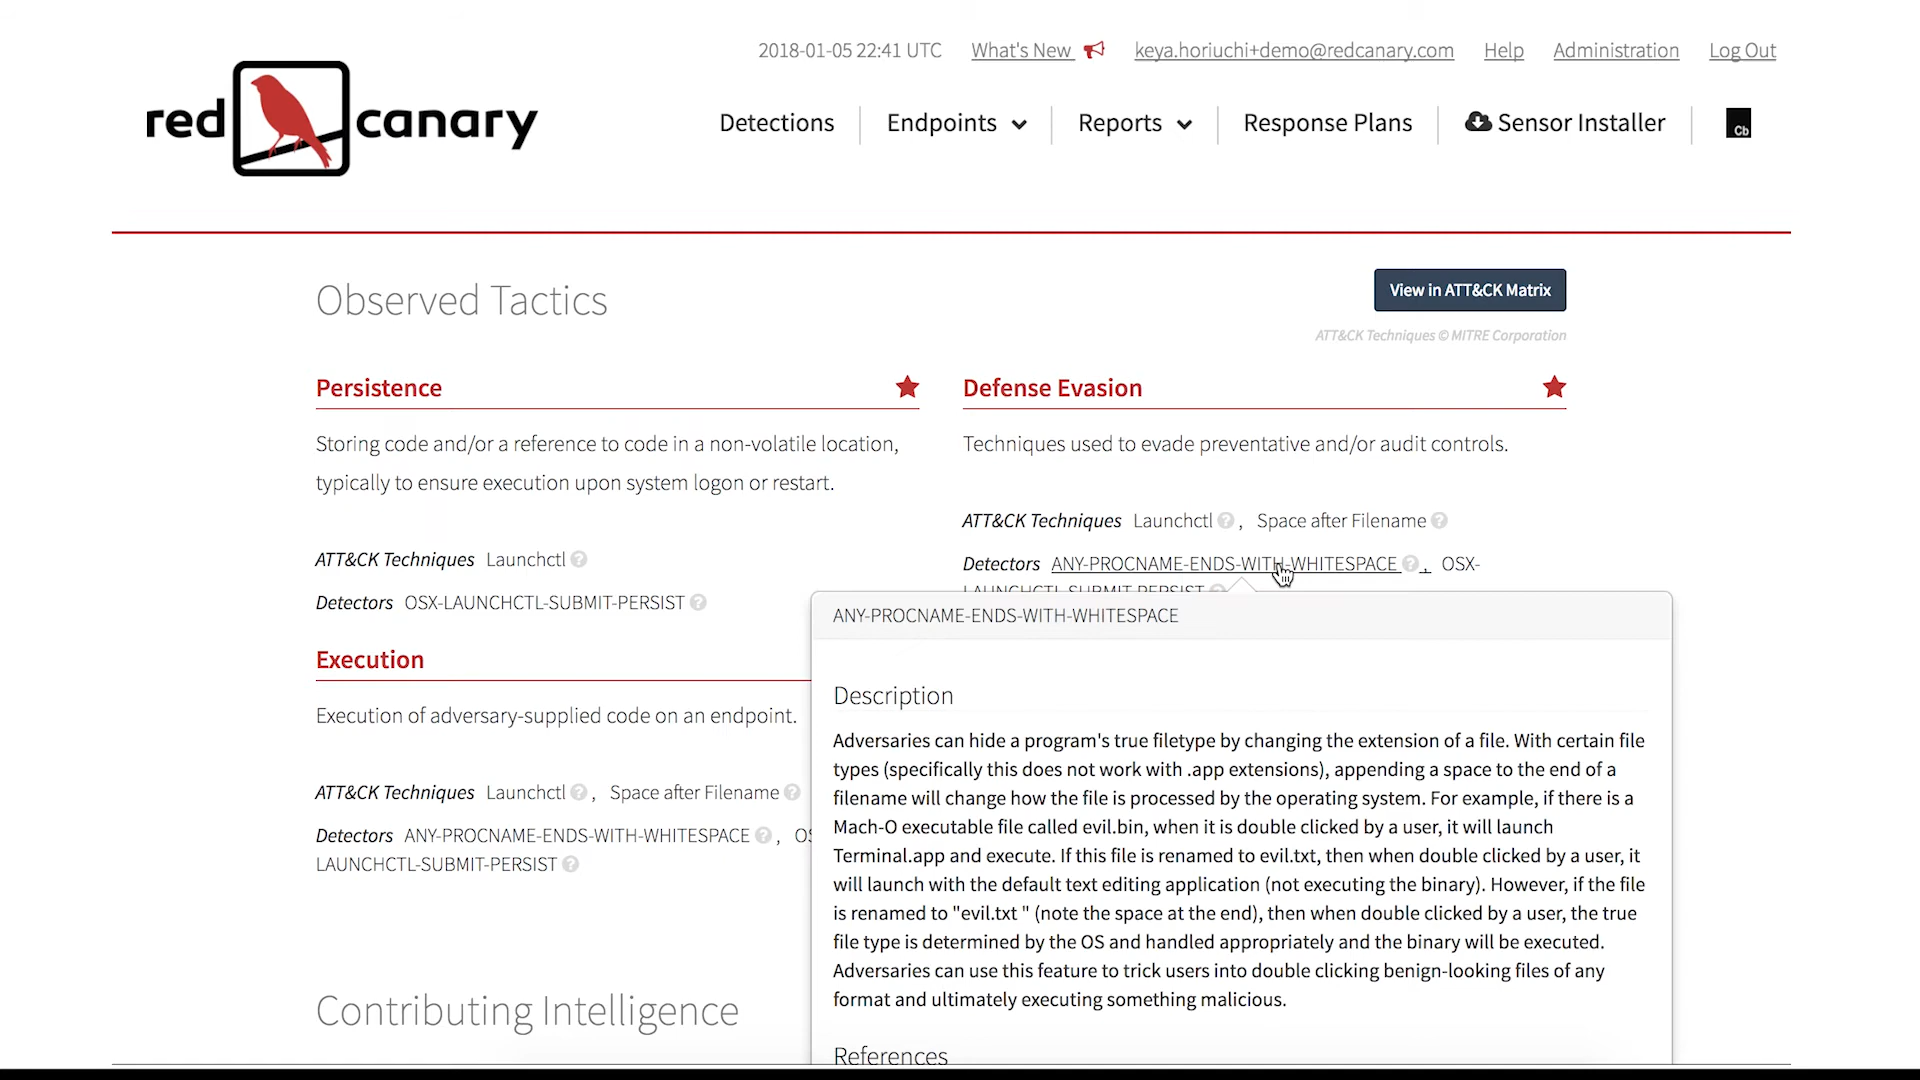 2018-01-05 22:41 UTC What's New keya.horiuchi+demo@redcanary.com Help Administration Log Out
red canary
Detections Endpoints Reports Response Plans Sensor Installer Cb
Observed Tactics
View in ATT&CK Matrix
ATT&CK Techniques © MITRE Corporation
Persistence
Storing code and/or a reference to code in a non-volatile location,
typically to ensure execution upon system logon or restart.
ATT&CK Techniques Launchctl ?
Detectors OSX-LAUNCHCTL-SUBMIT-PERSIST ?
Defense Evasion
Techniques used to evade preventative and/or audit controls.
ATT&CK Techniques Launchctl ? , Space after Filename ?
Detectors ANY-PROCNAME-ENDS-WITH-WHITESPACE ? , OSX-
LAUNCHCTL-SUBMIT-PERSIST ?
Execution
Execution of adversary-supplied code on an endpoint.
ATT&CK Techniques Launchctl ? , Space after Filename ?
Detectors ANY-PROCNAME-ENDS-WITH-WHITESPACE ? , OS
LAUNCHCTL-SUBMIT-PERSIST ?
ANY-PROCNAME-ENDS-WITH-WHITESPACE
Description
Adversaries can hide a program's true filetype by changing the extension of a file. With certain file
types (specifically this does not work with .app extensions), appending a space to the end of a
filename will change how the file is processed by the operating system. For example, if there is a
Mach-O executable file called evil.bin, when it is double clicked by a user, it will launch
Terminal.app and execute. If this file is renamed to evil.txt, then when double clicked by a user, it
will launch with the default text editing application (not executing the binary). However, if the file
is renamed to "evil.txt " (note the space at the end), then when double clicked by a user, the true
file type is determined by the OS and handled appropriately and the binary will be executed.
Adversaries can use this feature to trick users into double clicking benign-looking files of any
format and ultimately executing something malicious.
References
Contributing Intelligence